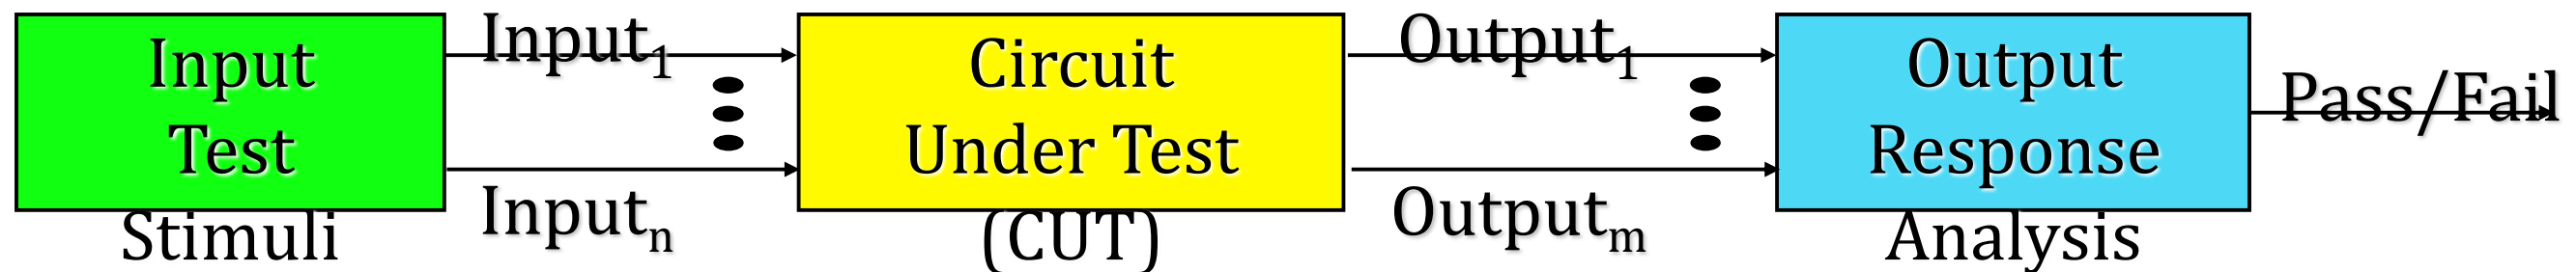 Input
Test
Stimuli
Input1
Inputn
Circuit
Under Test
(CUT)
Output1
Outputm
Output
Response
Analysis
Pass/Fail